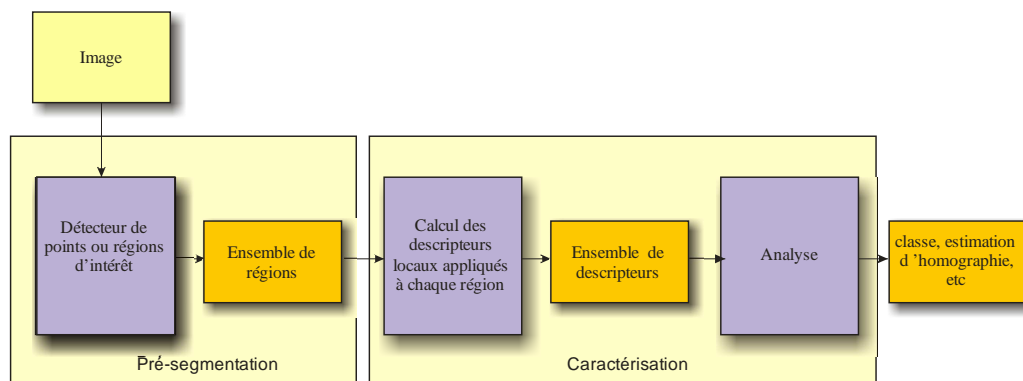 Image
Détecteur de
points ou régions
d’intérêt
Ensemble de
régions
Calcul des
descripteurs
locaux appliqués
à chaque région
Ensemble de
descripteurs
Analyse
classe, estimation
d ’homographie,
etc
Pré-segmentation
Caractérisation